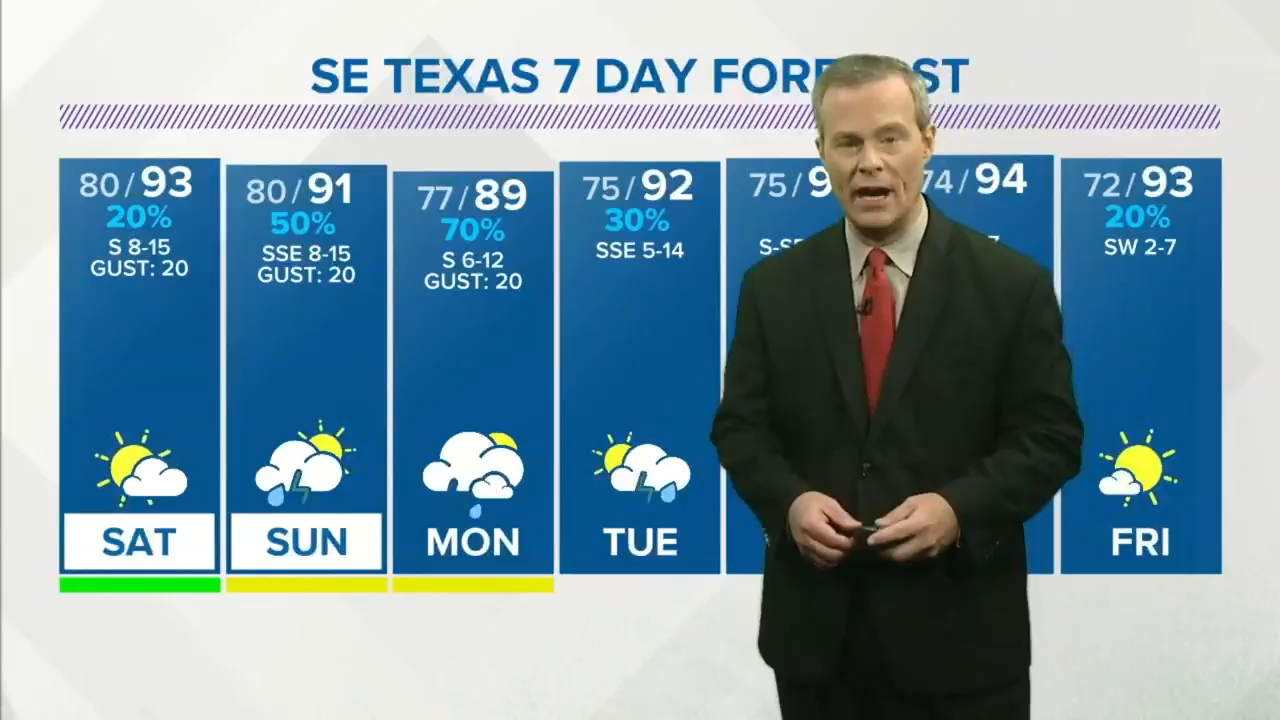 SE TEXAS 7 DAY ST
80/93
20%
S 8-15
GUST: 20
SAT
80/91
50%
SSE 8-15
GUST: 20
SUN
77/89
70%
S 6-12
GUST: 20
MON
75/92
30%
SSE 5-14
TUE
75/
74/94
72/93
20%
SW 2-7
FRI